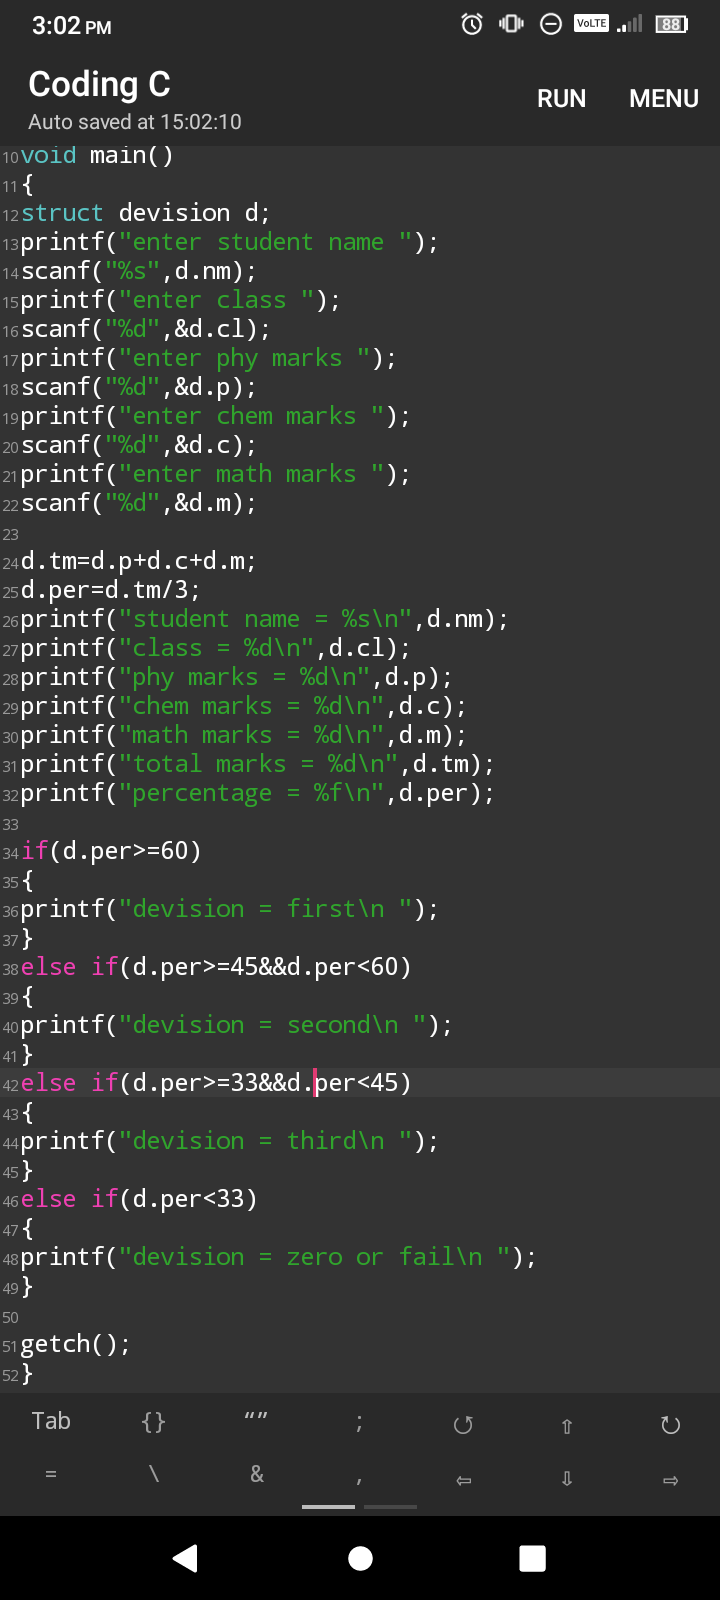 3:02 PM
VoLTE
88
Coding C
RUN
MENU
Auto saved at 15:02:10
10 void main()
11 {
12 struct devision d;
13 printf("enter student name ");
14 scanf("%s",d.nm);
15 printf("enter class ");
16 scanf("%d",&d.cl);
17 printf("enter phy marks ");
18 scanf("%d",&d.p);
19 printf("enter chem marks ");
20 scanf("%d",&d.c);
21 printf("enter math marks ");
22 scanf("%d",&d.m);
23
24 d.tm=d.p+d.c+d.m;
25 d.per=d.tm/3;
26 printf("student name = %s\n",d.nm);
27 printf("class = %d\n",d.cl);
28 printf("phy marks = %d\n",d.p);
29 printf("chem marks = %d\n",d.c);
30 printf("math marks = %d\n",d.m);
31 printf("total marks = %d\n",d.tm);
32 printf("percentage = %f\n",d.per);
33
34 if(d.per>=60)
35 {
36 printf("devision = first\n ");
37 }
38 else if(d.per>=45&&d.per<60)
39 {
40 printf("devision = second\n ");
41 }
42 else if(d.per>=33&&d.per<45)
43 {
44 printf("devision = third\n ");
45 }
46 else if(d.per<33)
47 {
48 printf("devision = zero or fail\n ");
49 }
50
51 getch();
52 }
Tab {} “” ; ↺ ⇧ ↻
= \ & , ⇦ ⇩ ⇨